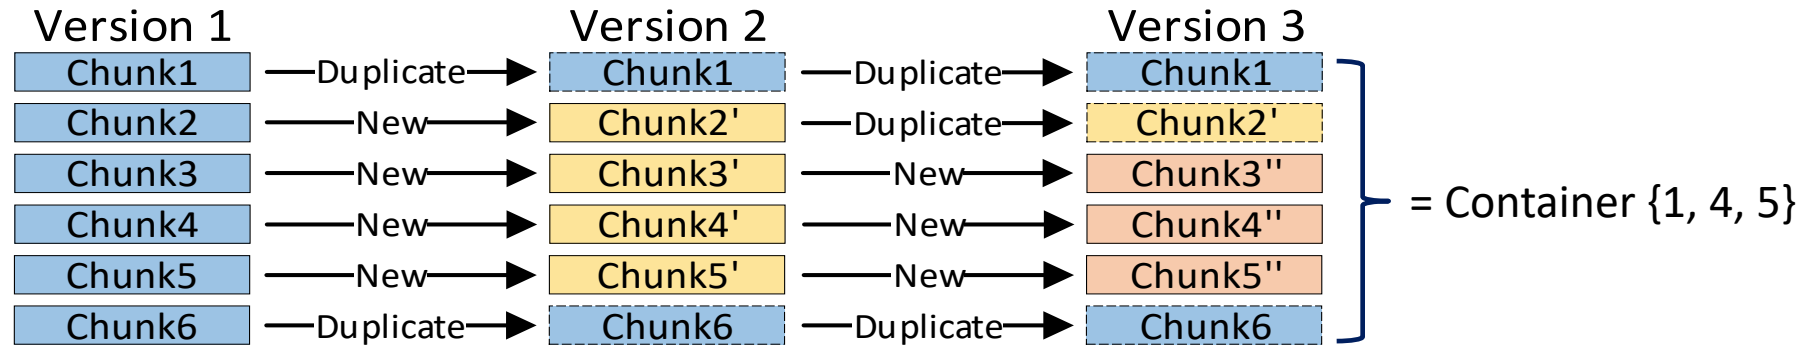 Version 1 Version 2 Version 3
Chunk1 Duplicate Chunk1 Duplicate Chunk1
Chunk2 New Chunk2' Duplicate Chunk2'
Chunk3 New Chunk3' New Chunk3''
Chunk4 New Chunk4' New Chunk4''
= Container {1, 4, 5}
Chunk5 New Chunk5' New Chunk5''
Chunk6 Duplicate Chunk6 Duplicate Chunk6